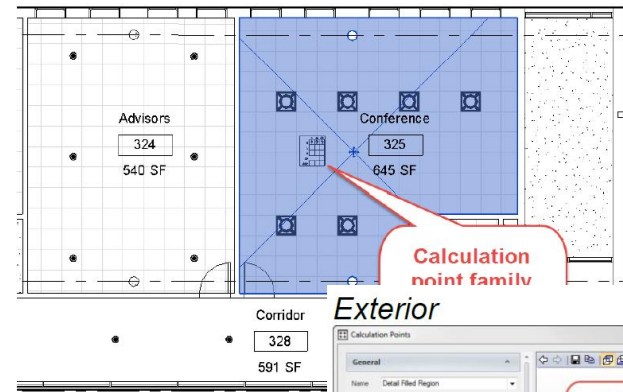 Advisors
324
540 SF
Conference
325
645 SF
Calculation
point family
Corridor
328
591 SF
Exterior
Calculation Points
General
Name Detail Filled Region